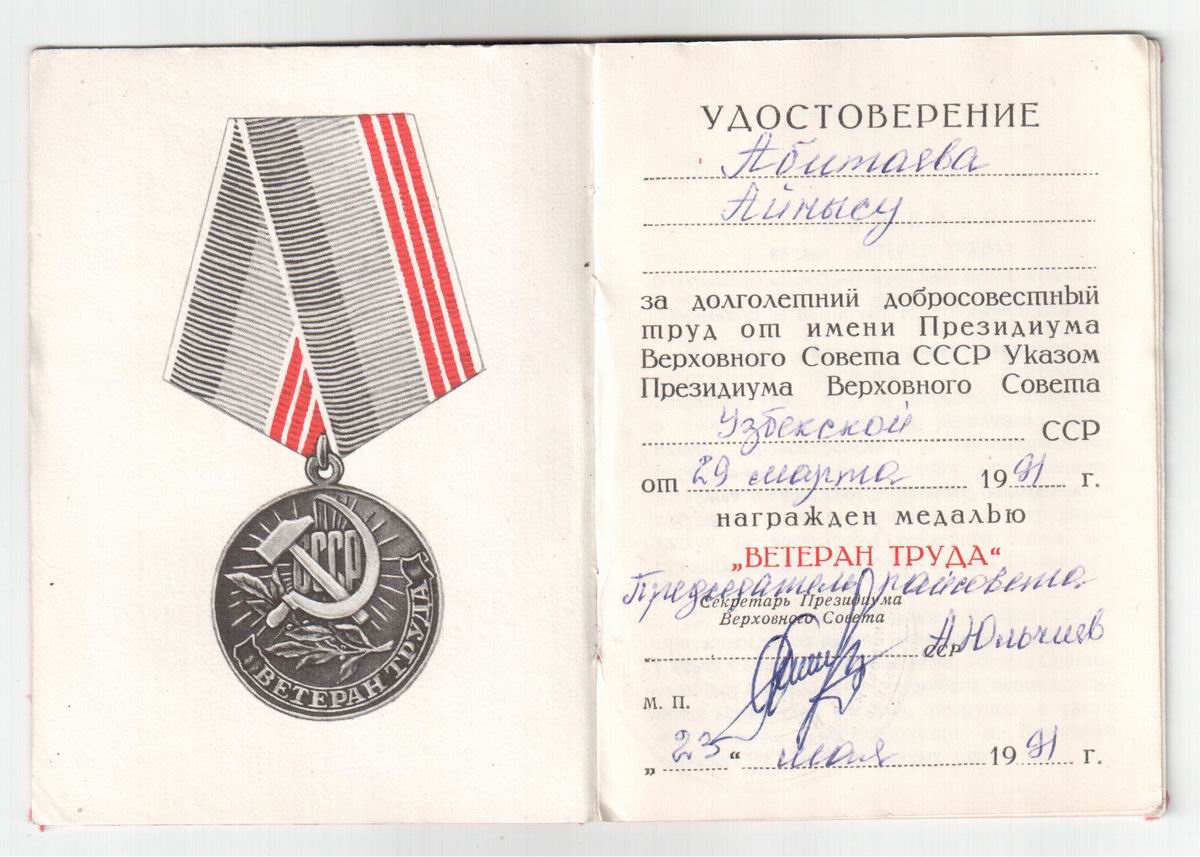 СССР
ВЕТЕРАН ТРУДА
УДОСТОВЕРЕНИЕ
Абитаева
Айнысу
за долголетний добросовестный
труд от имени Президиума
Верховного Совета СССР Указом
Президиума Верховного Совета
Узбекской ССР
от 29 марта 1991 г.
награжден медалью
„ВЕТЕРАН ТРУДА“
Председатель райсовета
Секретарь Президиума
Верховного Совета
ССР А. Юльчиев
М. П.
„23“ мая 1991 г.